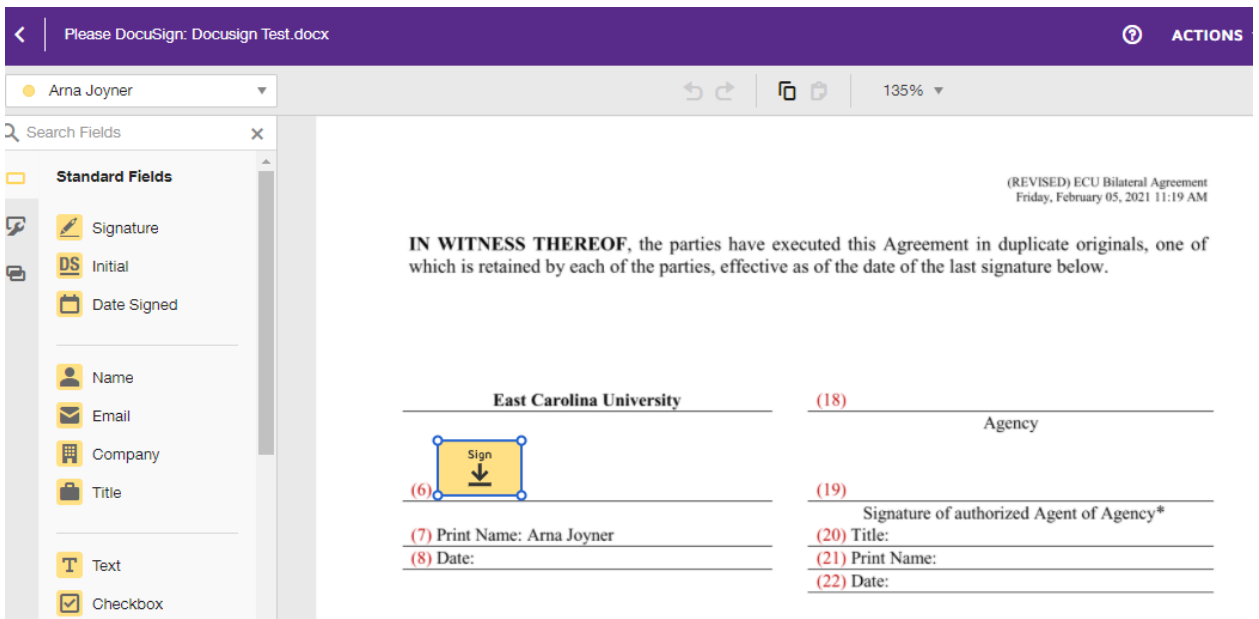 Please DocuSign: Docusign Test.docx
ACTIONS
Arna Joyner
135%
Search Fields
Standard Fields
Signature
DS Initial
Date Signed
Name
Email
Company
Title
T Text
Checkbox
(REVISED) ECU Bilateral Agreement
Friday, February 05, 2021 11:19 AM
IN WITNESS THEREOF, the parties have executed this Agreement in duplicate originals, one of
which is retained by each of the parties, effective as of the date of the last signature below.
East Carolina University
Sign
(6)
(7) Print Name: Arna Joyner
(8) Date:
(18)
Agency
(19)
Signature of authorized Agent of Agency*
(20) Title:
(21) Print Name:
(22) Date: